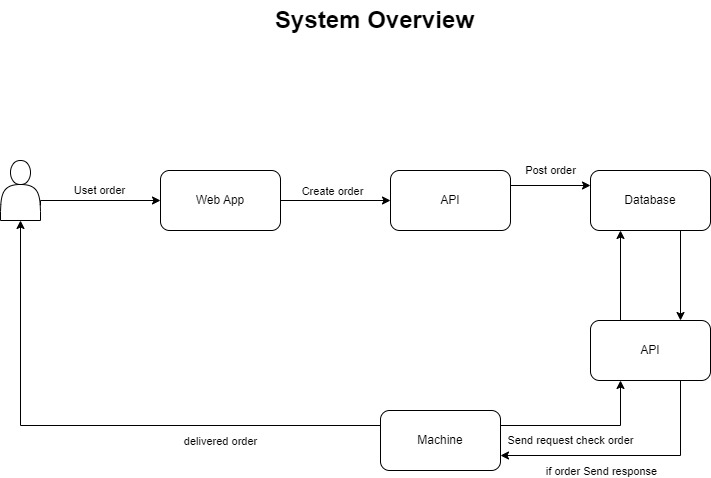 System Overview
Post order
Uset order
Create order
Web App
API
Database
API
Machine
Send request check order
delivered order
if order Send response